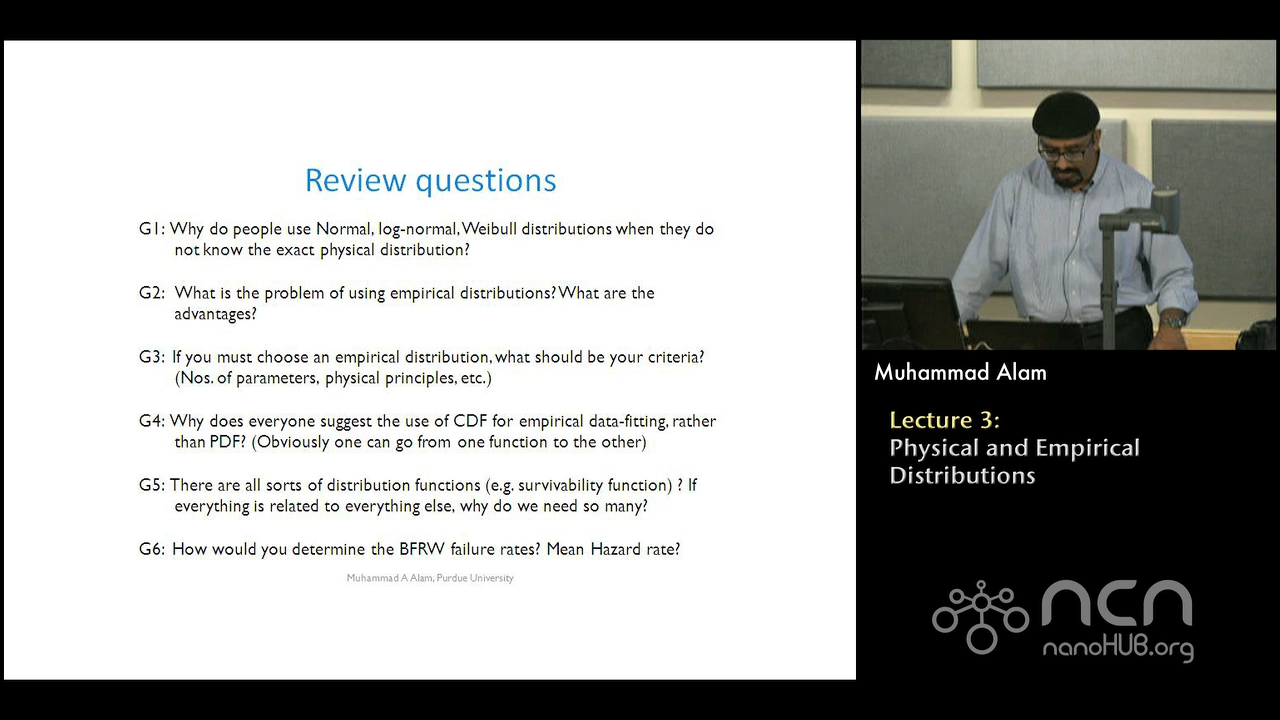 Review questions
G1: Why do people use Normal, log-normal, Weibull distributions when they do
not know the exact physical distribution?
G2: What is the problem of using empirical distributions? What are the
advantages?
G3: If you must choose an empirical distribution, what should be your criteria?
(Nos. of parameters, physical principles, etc.)
G4: Why does everyone suggest the use of CDF for empirical data-fitting, rather
than PDF? (Obviously one can go from one function to the other)
G5: There are all sorts of distribution functions (e.g. survivability function) ? If
everything is related to everything else, why do we need so many?
G6: How would you determine the BFRW failure rates? Mean Hazard rate?
Muhammad A Alam, Purdue University
Muhammad Alam
Lecture 3:
Physical and Empirical
Distributions
ncn
nanoHUB.org